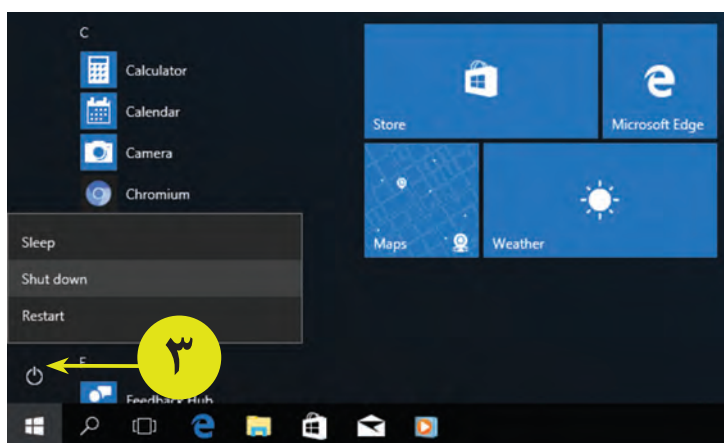 C
Calculator
Calendar
Camera
Chromium
Sleep
Shut down
Restart
F
Feedback Hub
Store
Microsoft Edge
Maps
Weather
٣